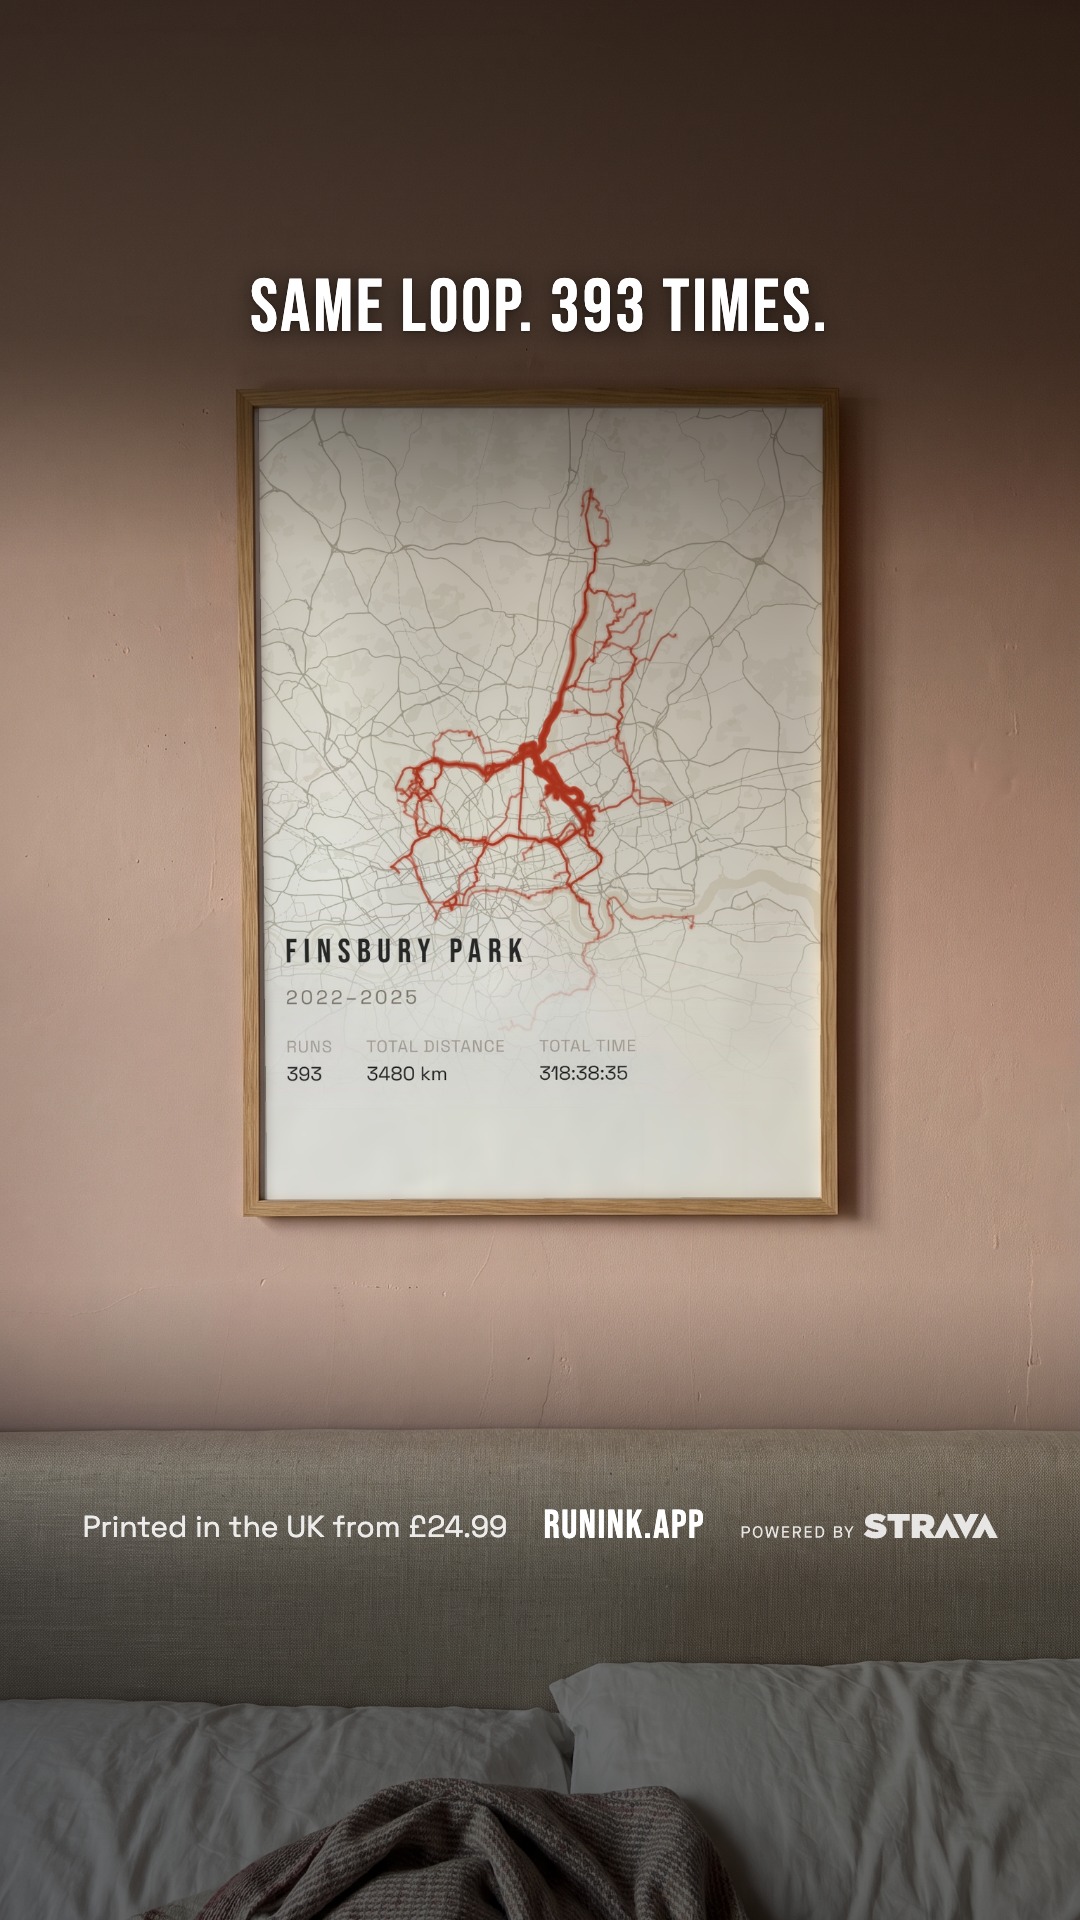 SAME LOOP. 393 TIMES.
FINSBURY PARK
2022–2025
RUNS TOTAL DISTANCE TOTAL TIME
393 3480 km 318:38:35
Printed in the UK from £24.99 RUNINK.APP POWERED BY STRAVA